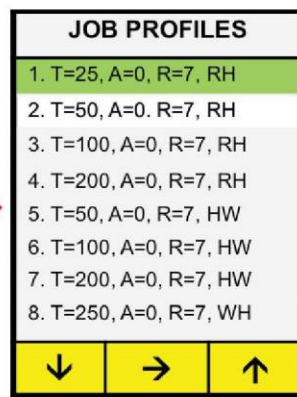 JOB PROFILES
1. T=25, A=0, R=7, RH
2. T=50, A=0. R=7, RH
3. T=100, A=0, R=7, RH
4. T=200, A=0, R=7, RH
5. T=50, A=0, R=7, HW
6. T=100, A=0, R=7, HW
7. T=200, A=0, R=7, HW
8. T=250, A=0, R=7, WH
↓ → ↑